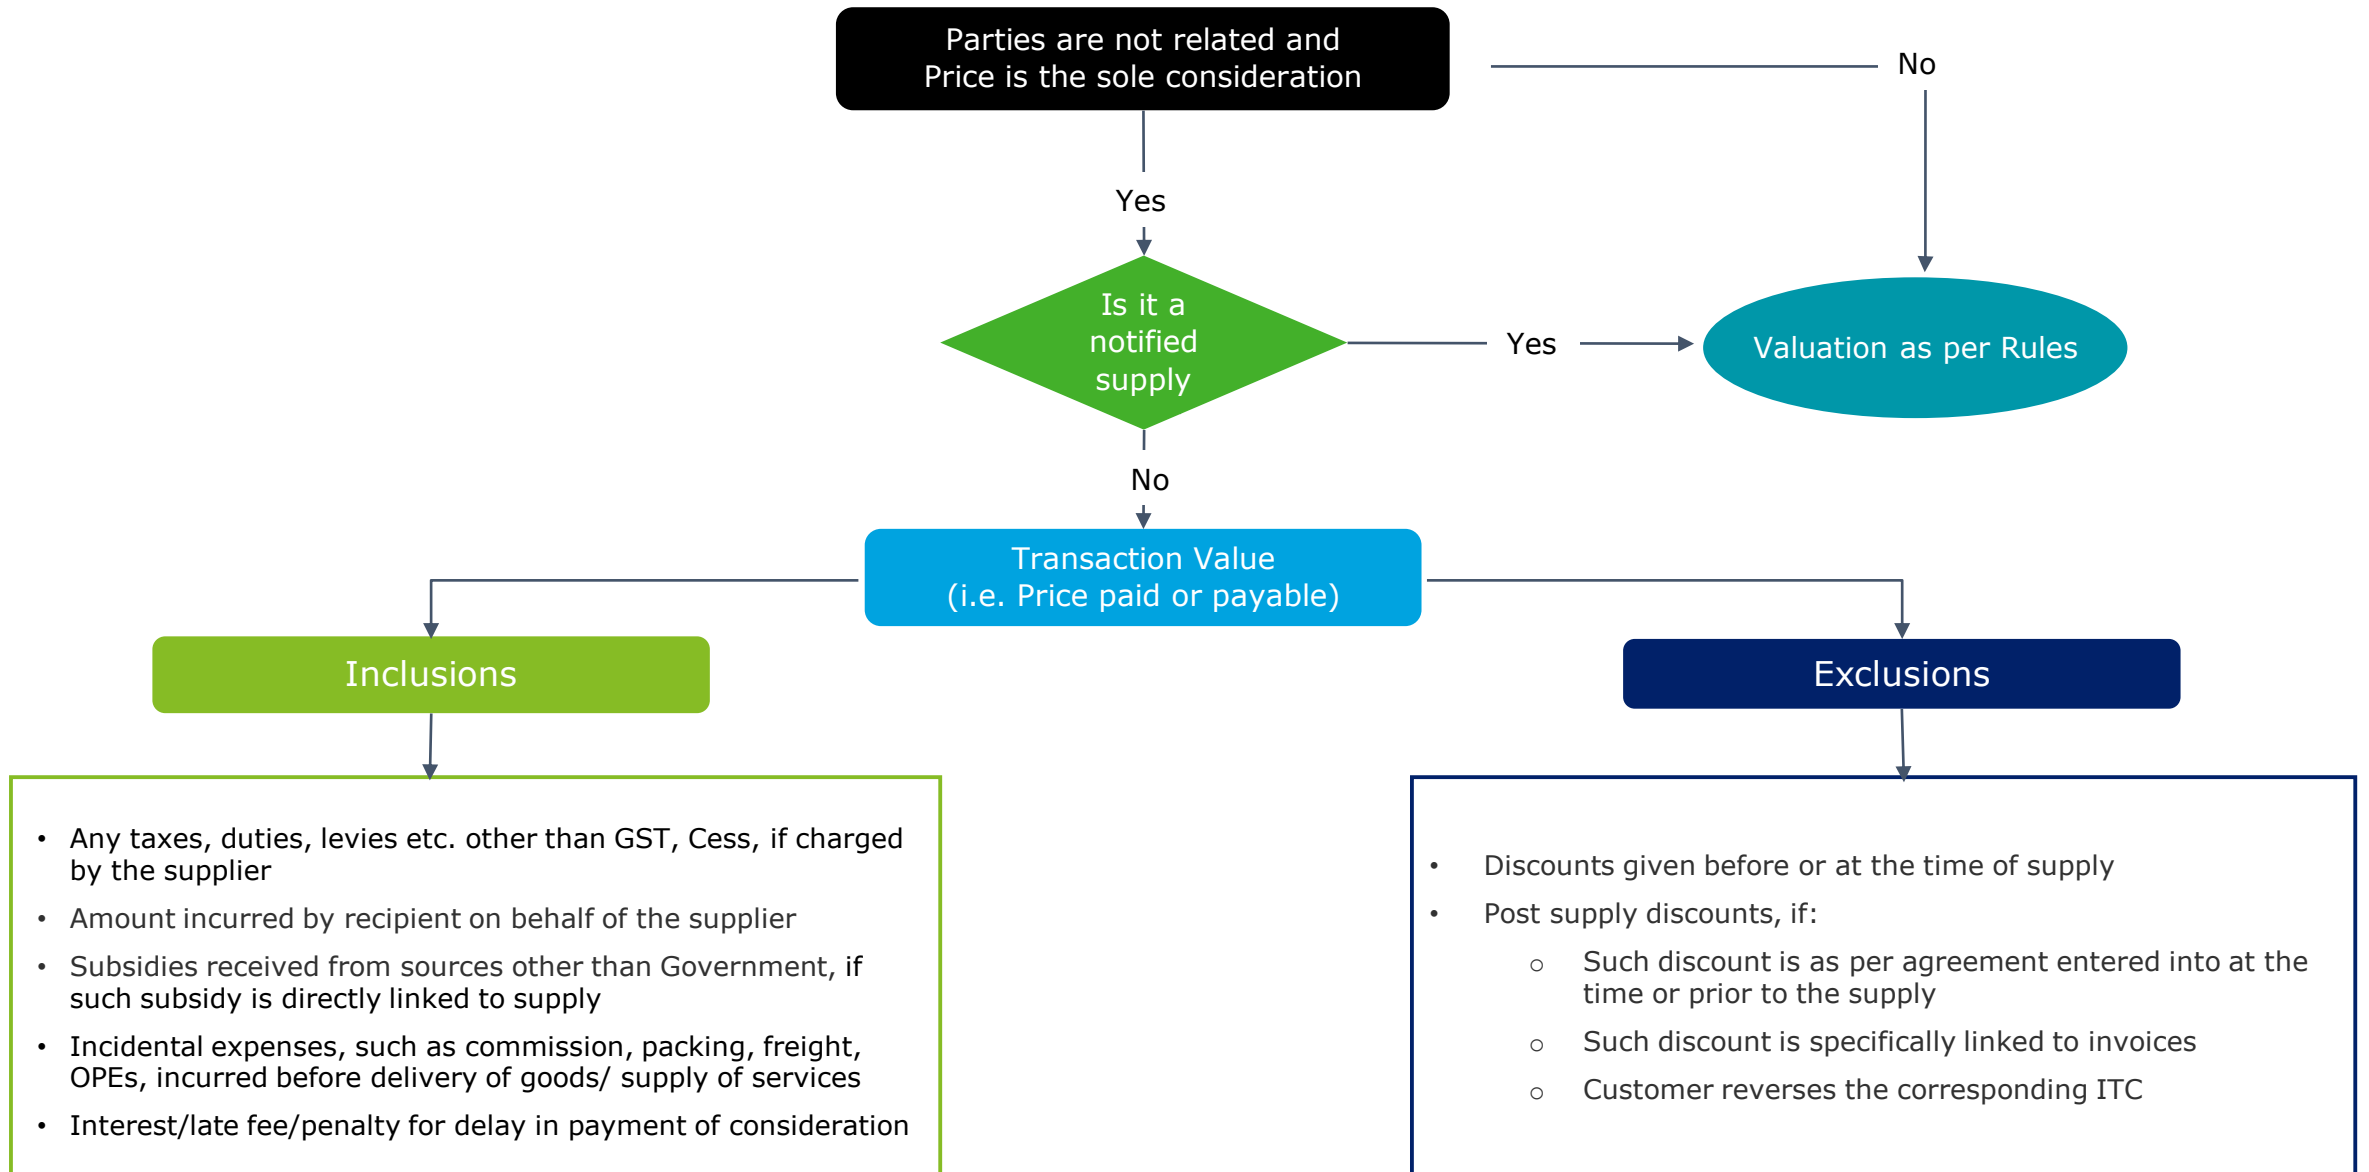 Parties are not related and
Price is the sole consideration
No
Yes
Is it a
notified
supply
Yes
Valuation as per Rules
No
Transaction Value
(i.e. Price paid or payable)
Inclusions
Exclusions
• Any taxes, duties, levies etc. other than GST, Cess, if charged
by the supplier
• Amount incurred by recipient on behalf of the supplier
• Subsidies received from sources other than Government, if
such subsidy is directly linked to supply
• Incidental expenses, such as commission, packing, freight,
OPEs, incurred before delivery of goods/ supply of services
• Interest/late fee/penalty for delay in payment of consideration
• Discounts given before or at the time of supply
• Post supply discounts, if:
o Such discount is as per agreement entered into at the
time or prior to the supply
o Such discount is specifically linked to invoices
o Customer reverses the corresponding ITC